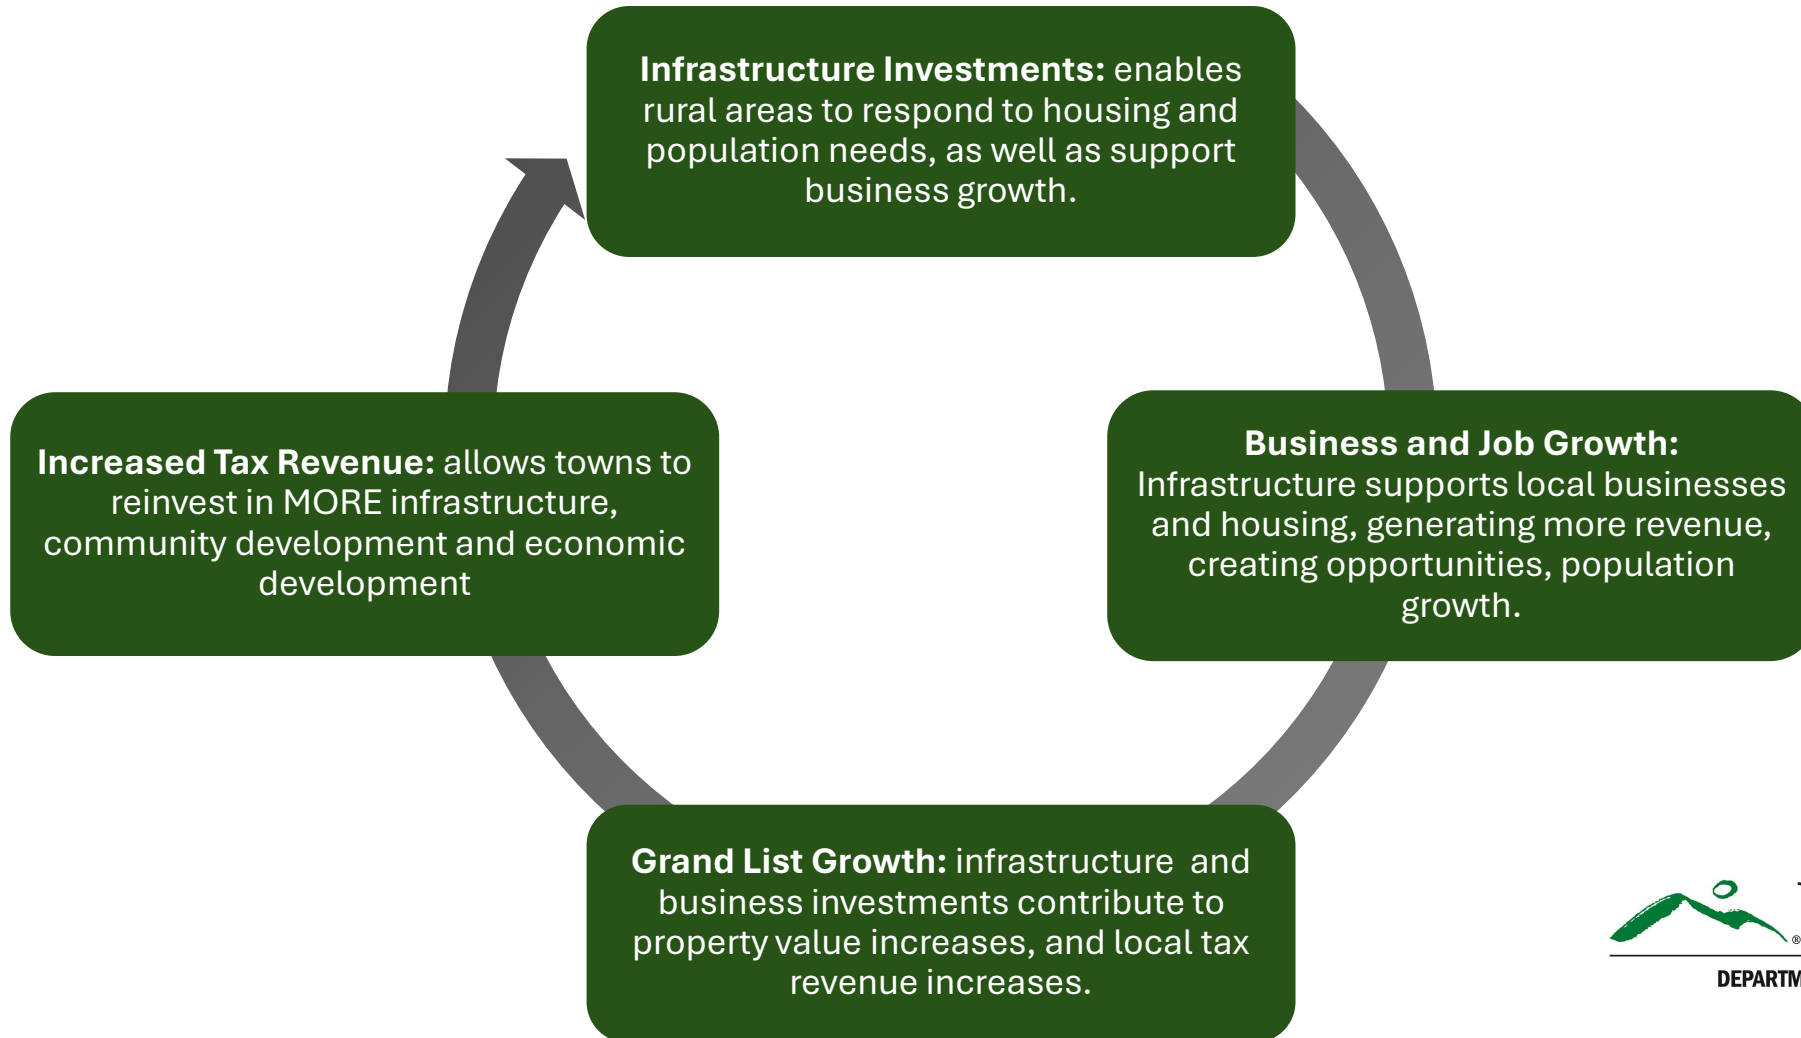 Infrastructure Investments: enables
rural areas to respond to housing and
population needs, as well as support
business growth.
Business and Job Growth:
Infrastructure supports local businesses
and housing, generating more revenue,
creating opportunities, population
growth.
Grand List Growth: infrastructure and
business investments contribute to
property value increases, and local tax
revenue increases.
Increased Tax Revenue: allows towns to
reinvest in MORE infrastructure,
community development and economic
development
®